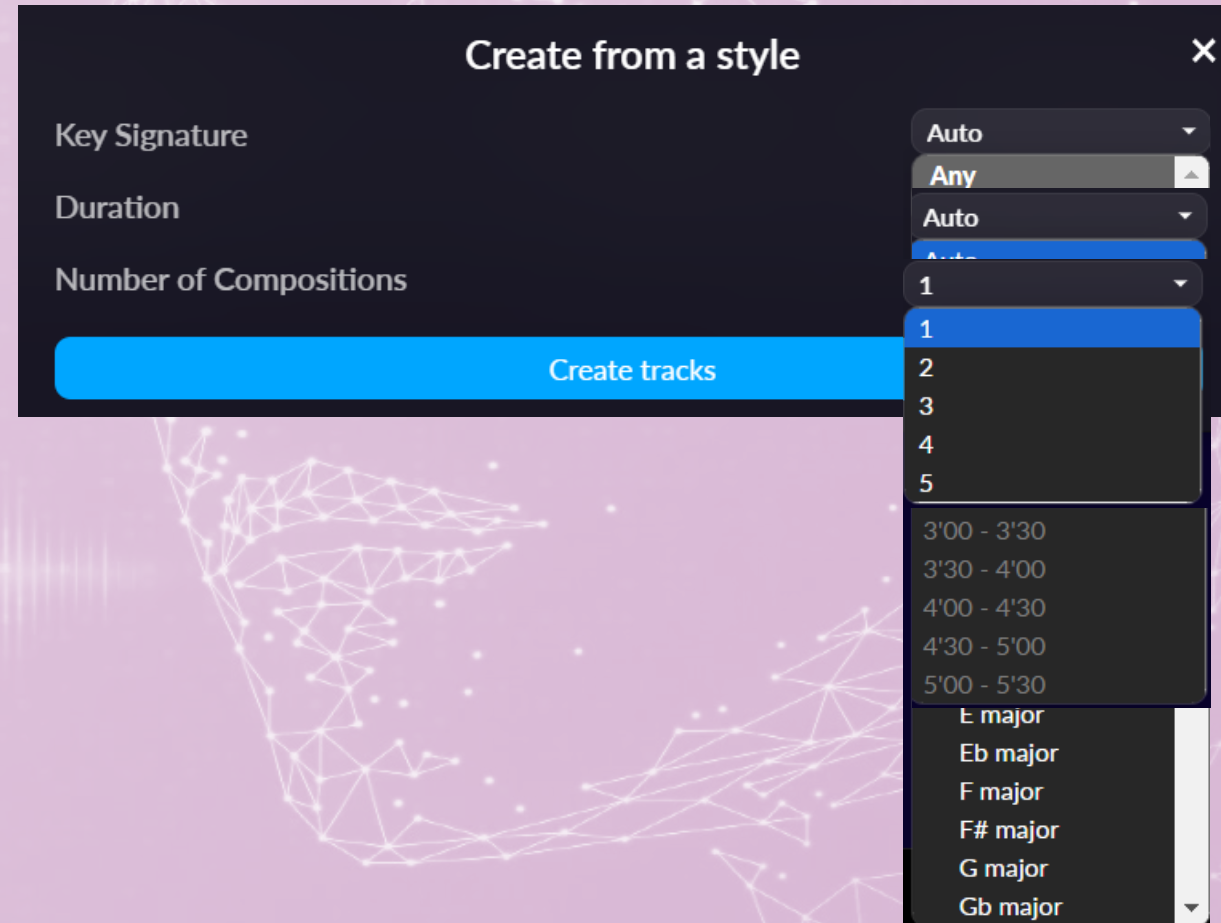 Create from a style
Key Signature
Auto
Any
Duration
Auto
Auto
Number of Compositions
1
1
2
3
4
5
Create tracks
3'00 - 3'30
3'30 - 4'00
4'00 - 4'30
4'30 - 5'00
5'00 - 5'30
E major
Eb major
F major
F# major
G major
Gb major